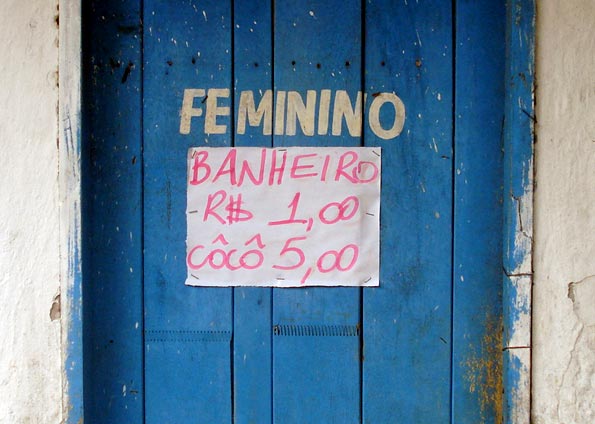 FEMININO
BANHEIRO
R$ 1,00
CÔCÔ 5,00